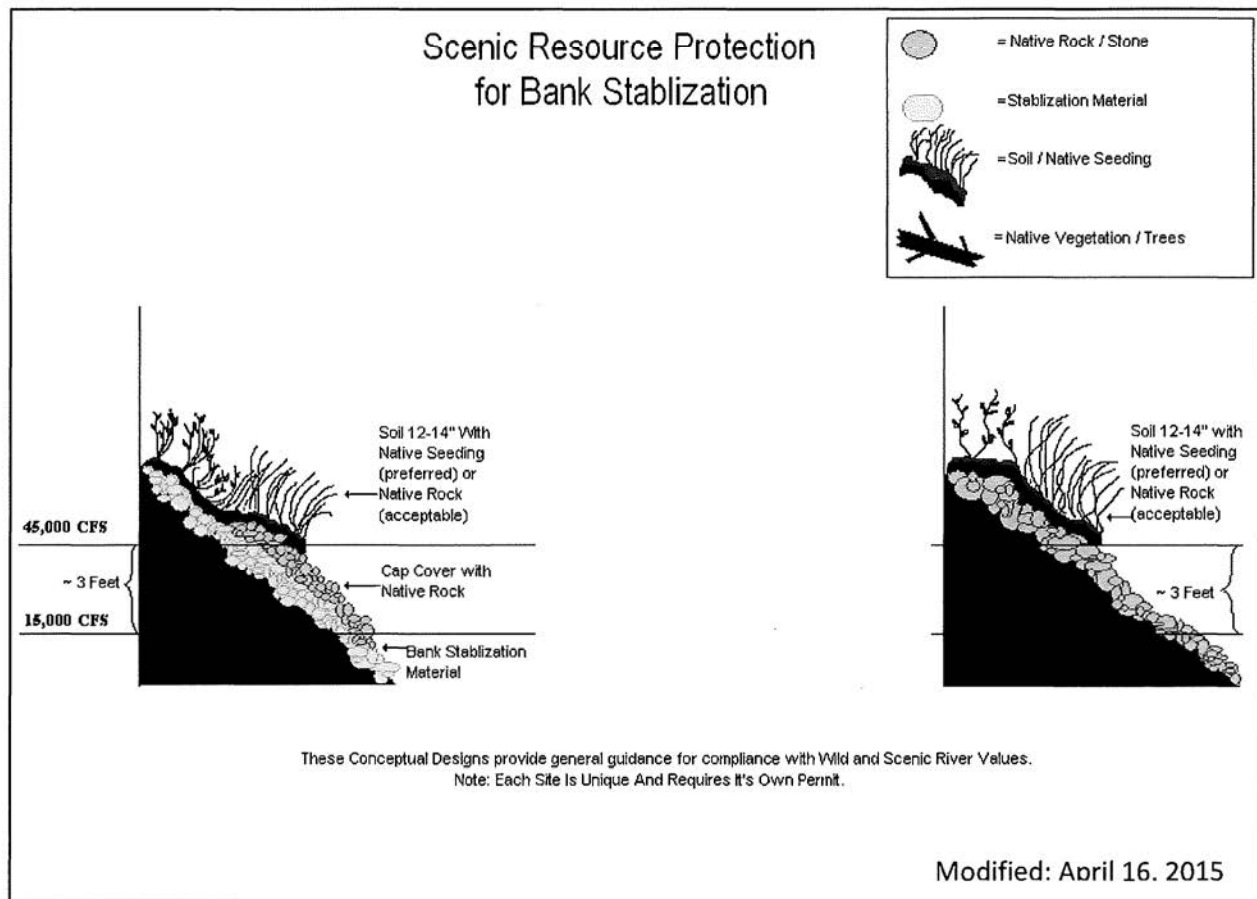 Scenic Resource Protection
for Bank Stablization
= Native Rock / Stone
= Stablization Material
= Soil / Native Seeding
= Native Vegetation / Trees
Soil 12-14" With
Native Seeding
(preferred) or
Native Rock
(acceptable)
45,000 CFS
~ 3 Feet
Cap Cover with
Native Rock
15,000 CFS
Bank Stablization
Material
Soil 12-14" with
Native Seeding
(preferred) or
Native Rock
(acceptable)
~ 3 Feet
These Conceptual Designs provide general guidance for compliance with Wild and Scenic River Values.
Note: Each Site Is Unique And Requires It's Own Permit.
Modified: April 16, 2015